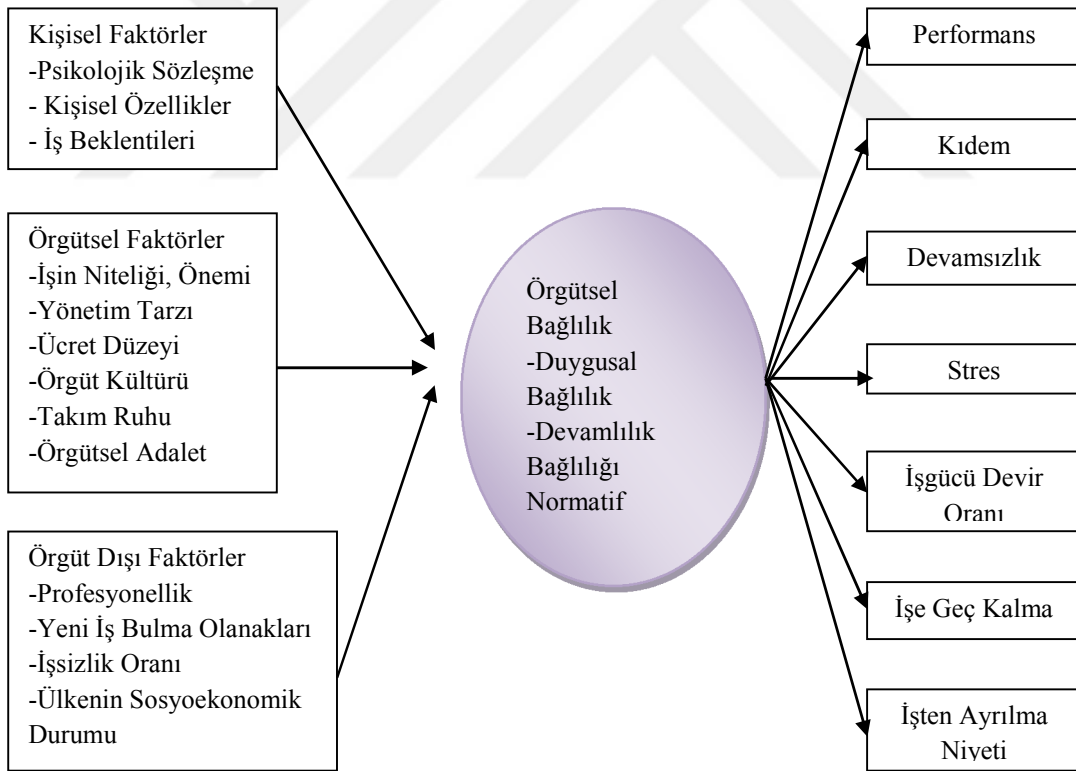 Kişisel Faktörler
-Psikolojik Sözleşme
- Kişisel Özellikler
- İş Beklentileri
Örgütsel Faktörler
-İşin Niteliği, Önemi
-Yönetim Tarzı
-Ücret Düzeyi
-Örgüt Kültürü
-Takım Ruhu
-Örgütsel Adalet
Örgüt Dışı Faktörler
-Profesyonellik
-Yeni İş Bulma Olanakları
-İşsizlik Oranı
-Ülkenin Sosyoekonomik
Durumu
Örgütsel
Bağlılık
-Duygusal
Bağlılık
-Devamlılık
Bağlılığı
Normatif
Performans
Kıdem
Devamsızlık
Stres
İşgücü Devir
Oranı
İşe Geç Kalma
İşten Ayrılma
Niyeti